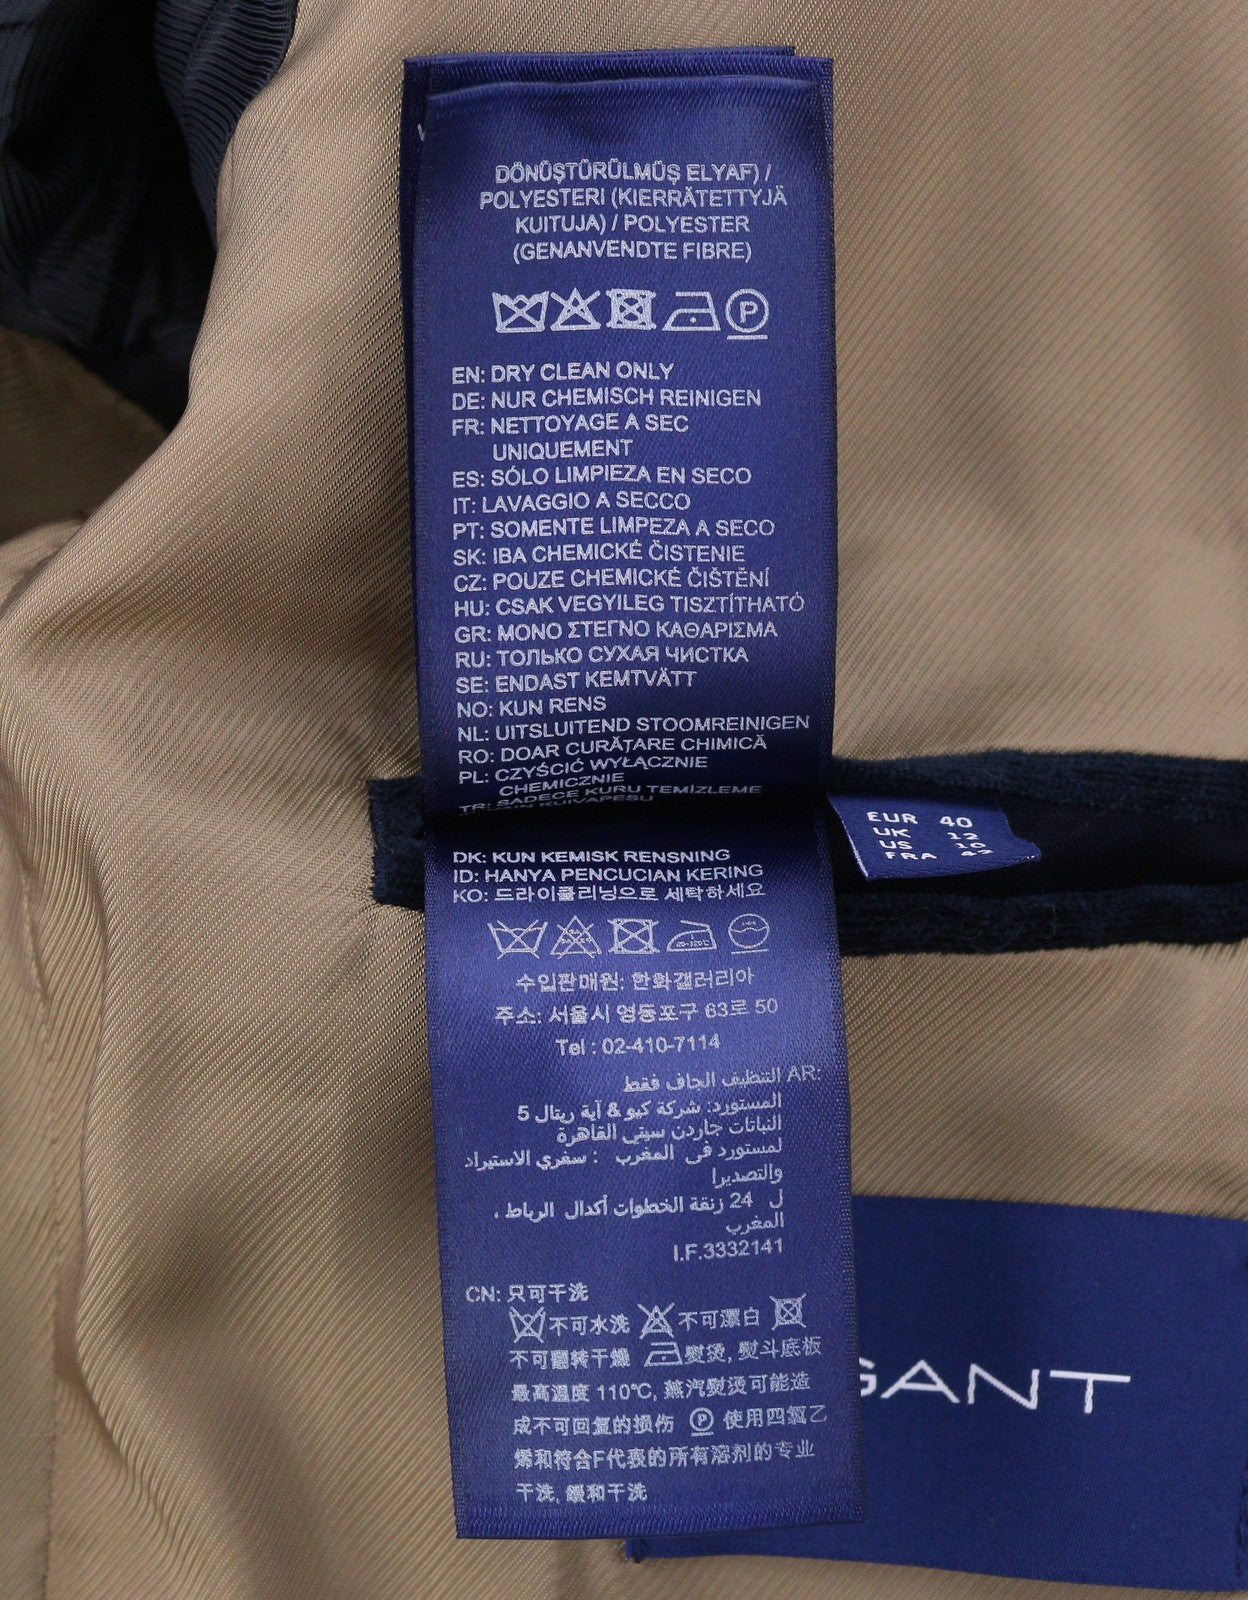 DÖNÜŞTÜRÜLMÜŞ ELYAF) /
POLYESTERI (KIERRÄTETTYJÄ
KUITUJA) / POLYESTER
(GENANVENDTE FIBRE)
P
EN: DRY CLEAN ONLY
DE: NUR CHEMISCH REINIGEN
FR: NETTOYAGE A SEC
UNIQUEMENT
ES: SÓLO LIMPIEZA EN SECO
IT: LAVAGGIO A SECCO
PT: SOMENTE LIMPEZA A SECO
SK: IBA CHEMICKÉ ČISTENIE
CZ: POUZE CHEMICKÉ ČIŠTĚNÍ
HU: CSAK VEGYILEG TISZTÍTHATÓ
GR: ΜΟΝΟ ΣΤΕΓΝΟ ΚΑΘΑΡΙΣΜΑ
RU: ТОЛЬКО СУХАЯ ЧИСТКА
SE: ENDAST KEMTVÄTT
NO: KUN RENS
NL: UITSLUITEND STOOMREINIGEN
RO: DOAR CURĂȚARE CHIMICĂ
PL: CZYŚCIĆ WYŁĄCZNIE
CHEMICZNIE
TR: SADECE KURU TEMİZLEME
KUIVAPESU
EUR 40
UK 12
US 10
FRA 42
DK: KUN KEMISK RENSNING
ID: HANYA PENCUCIAN KERING
KO: 드라이클리닝으로 세탁하세요
수입판매원: 한화갤러리아
주소: 서울시 영등포구 63로 50
Tel : 02-410-7114
AR: التنظيف الجاف فقط
المستورد: شركة كيو & آية ريتال 5
النباتات جاردن سيتي القاهرة
لمستورد في المغرب : سفري الاستيراد
والتصديرا
ل 24 زنقة الخطوات أكدال الرباط ،
المغرب
I.F.3332141
CN: 只可干洗
不可水洗 不可漂白
不可翻转干燥 熨烫, 熨斗底板
最高温度 110℃, 蒸汽熨烫可能造
成不可回复的损伤 P 使用四氯乙
烯和符合F代表的所有溶剂的专业
干洗, 缓和干洗
GANT